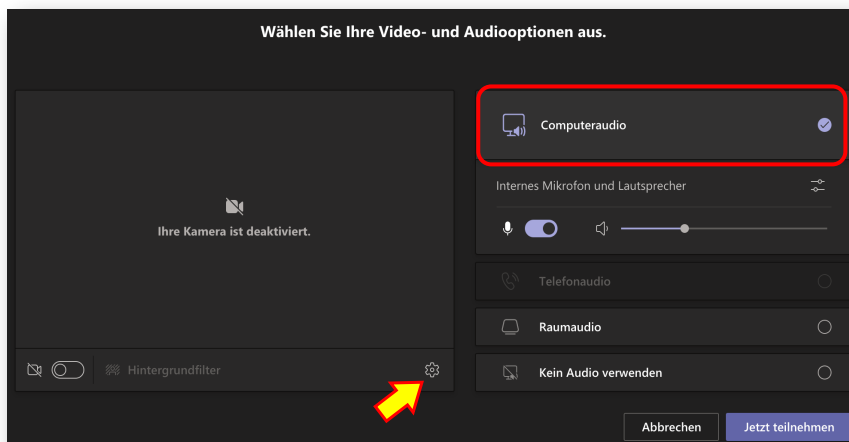 Wählen Sie Ihre Video- und Audiooptionen aus.
Ihre Kamera ist deaktiviert.
Hintergrundfilter
Computeraudio
Internes Mikrofon und Lautsprecher
Telefonaudio
Raumaudio
Kein Audio verwenden
Abbrechen
Jetzt teilnehmen